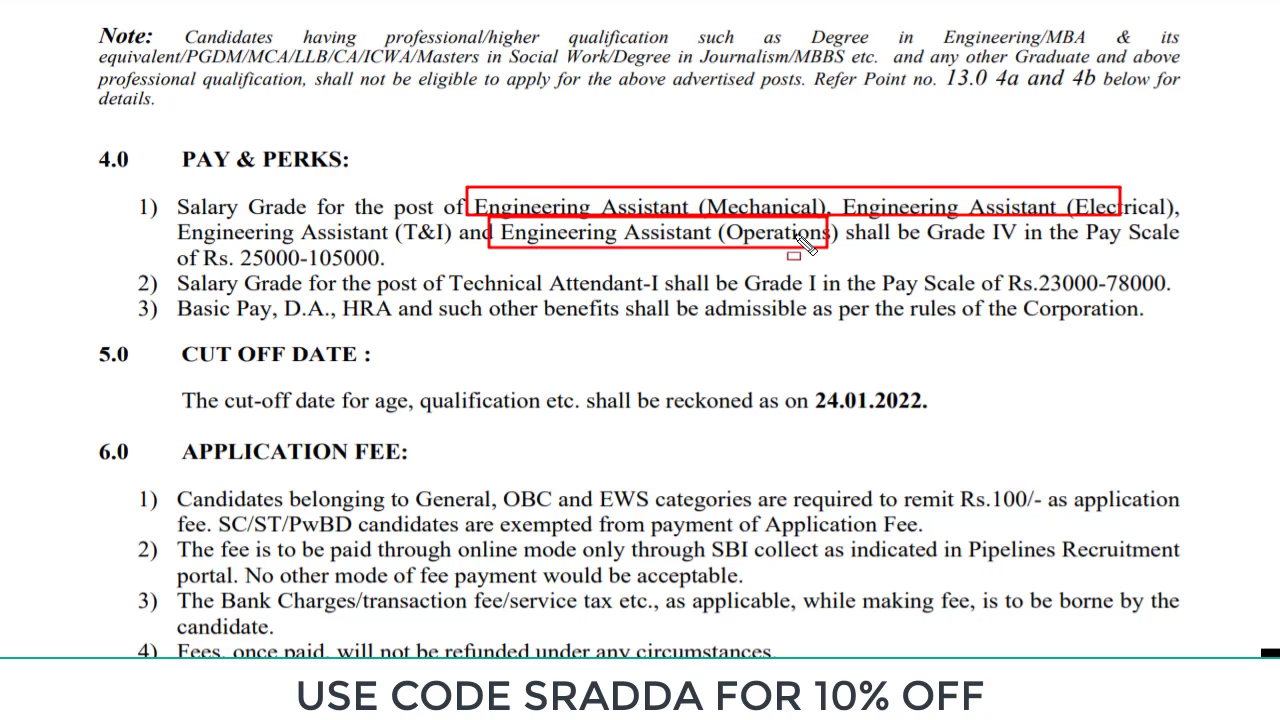 Note: Candidates having professional/higher qualification such as Degree in Engineering/MBA & its
equivalent/PGDM/MCA/LLB/CA/ICWA/Masters in Social Work/Degree in Journalism/MBBS etc. and any other Graduate and above
professional qualification, shall not be eligible to apply for the above advertised posts. Refer Point no. 13.0 4a and 4b below for
details.
4.0 PAY & PERKS:
1) Salary Grade for the post of Engineering Assistant (Mechanical), Engineering Assistant (Electrical),
Engineering Assistant (T&I) and Engineering Assistant (Operations) shall be Grade IV in the Pay Scale
of Rs. 25000-105000.
2) Salary Grade for the post of Technical Attendant-I shall be Grade I in the Pay Scale of Rs.23000-78000.
3) Basic Pay, D.A., HRA and such other benefits shall be admissible as per the rules of the Corporation.
5.0 CUT OFF DATE :
The cut-off date for age, qualification etc. shall be reckoned as on 24.01.2022.
6.0 APPLICATION FEE:
1) Candidates belonging to General, OBC and EWS categories are required to remit Rs.100/- as application
fee. SC/ST/PwBD candidates are exempted from payment of Application Fee.
2) The fee is to be paid through online mode only through SBI collect as indicated in Pipelines Recruitment
portal. No other mode of fee payment would be acceptable.
3) The Bank Charges/transaction fee/service tax etc., as applicable, while making fee, is to be borne by the
candidate.
4) Fees, once paid, will not be refunded under any circumstances.
USE CODE SRADDA FOR 10% OFF